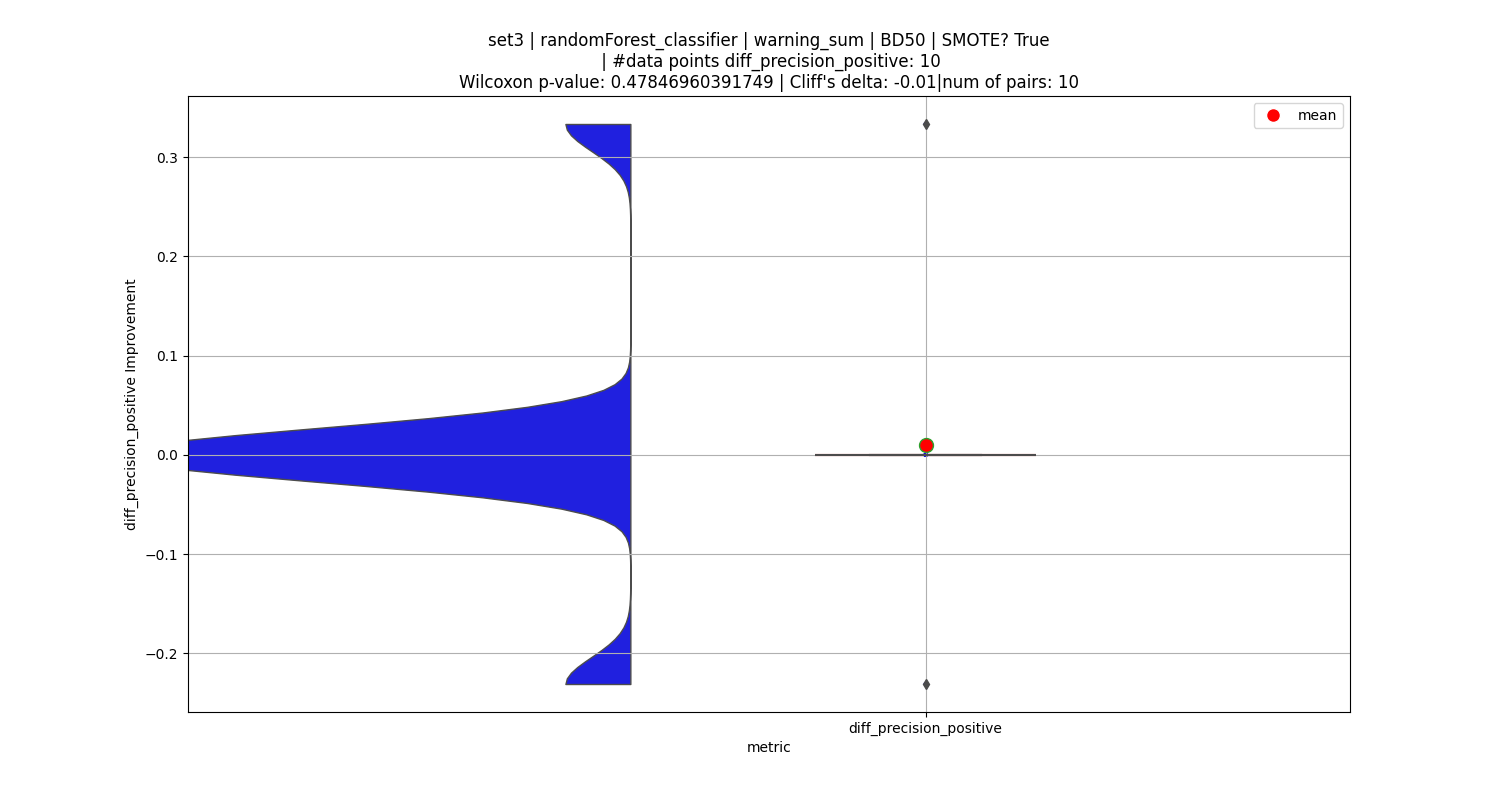 set3 | randomForest_classifier | warning_sum | BD50 | SMOTE? True
| #data points diff_precision_positive: 10
Wilcoxon p-value: 0.47846960391749 | Cliff's delta: -0.01|num of pairs: 10
mean
0.3
0.2
0.1
0.0
−0.1
−0.2
diff_precision_positive Improvement
diff_precision_positive
metric